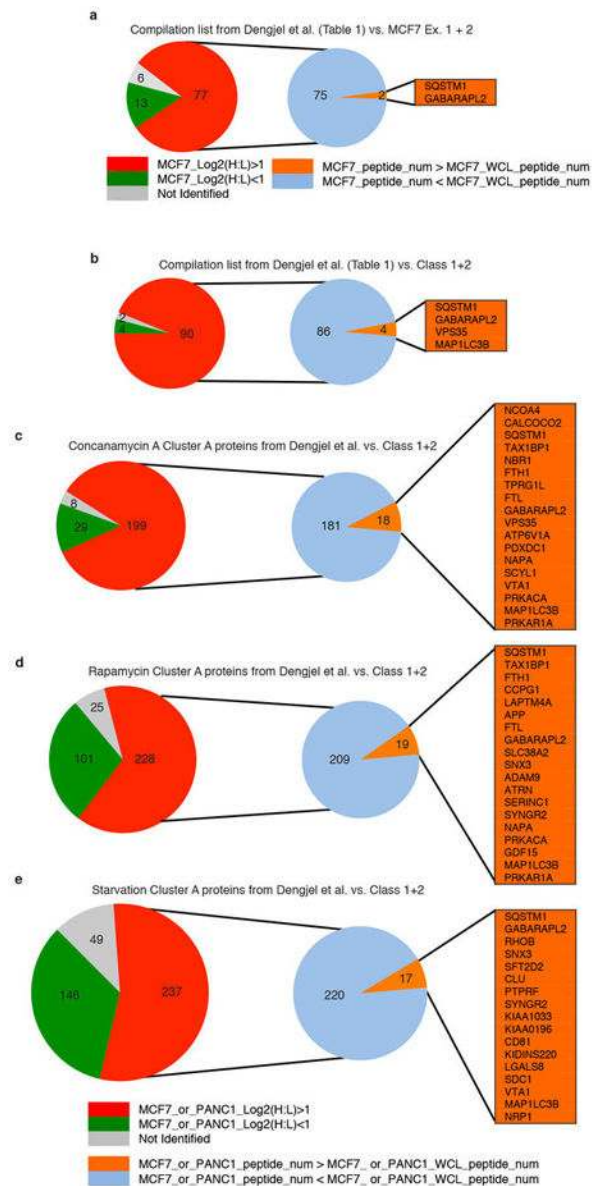 a
Compilation list from Dengjel et al. (Table 1) vs. MCF7 Ex. 1 + 2
6
13
77
75
2
SQSTM1
GABARAPL2
MCF7_Log2(H:L)>1
MCF7_Log2(H:L)<1
Not Identified
MCF7_peptide_num > MCF7_WCL_peptide_num
MCF7_peptide_num < MCF7_WCL_peptide_num
b
Compilation list from Dengjel et al. (Table 1) vs. Class 1+2
2
4
90
86
4
SQSTM1
GABARAPL2
VPS35
MAP1LC3B
c
Concanamycin A Cluster A proteins from Dengjel et al. vs. Class 1+2
8
29
199
181
18
NCOA4
CALCOCO2
SQSTM1
TAX1BP1
NBR1
FTH1
TPRG1L
FTL
GABARAPL2
VPS35
ATP6V1A
PDXDC1
NAPA
SCYL1
VTA1
PRKACA
MAP1LC3B
PRKAR1A
d
Rapamycin Cluster A proteins from Dengjel et al. vs. Class 1+2
25
101
228
209
19
SQSTM1
TAX1BP1
FTH1
CCPG1
LAPTM4A
APP
FTL
GABARAPL2
SLC38A2
SNX3
ADAM9
ATRN
SERINC1
SYNGR2
NAPA
PRKACA
GDF15
MAP1LC3B
PRKAR1A
e
Starvation Cluster A proteins from Dengjel et al. vs. Class 1+2
49
146
237
220
17
SQSTM1
GABARAPL2
RHOB
SNX3
SFT2D2
CLU
PTPRF
SYNGR2
KIAA1033
KIAA0196
CD81
KIDINS220
LGALS8
SDC1
VTA1
MAP1LC3B
NRP1
MCF7_or_PANC1_Log2(H:L)>1
MCF7_or_PANC1_Log2(H:L)<1
Not Identified
MCF7_or_PANC1_peptide_num > MCF7_ or_PANC1_WCL_peptide_num
MCF7_or_PANC1_peptide_num < MCF7_ or_PANC1_WCL_peptide_num